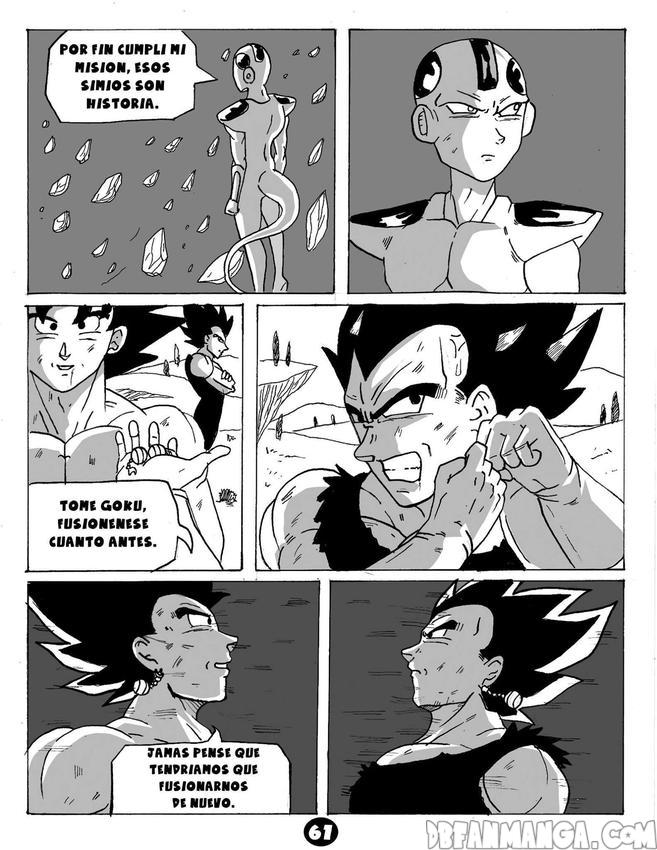 POR FIN CUMPLI MI
MISION, ESOS
SIMIOS SON
HISTORIA.
TOME GOKU,
FUSIONENESE
CUANTO ANTES.
JAMAS PENSE QUE
TENDRIAMOS QUE
FUSIONARNOS
DE NUEVO.
61
DBFANMANGA.COM